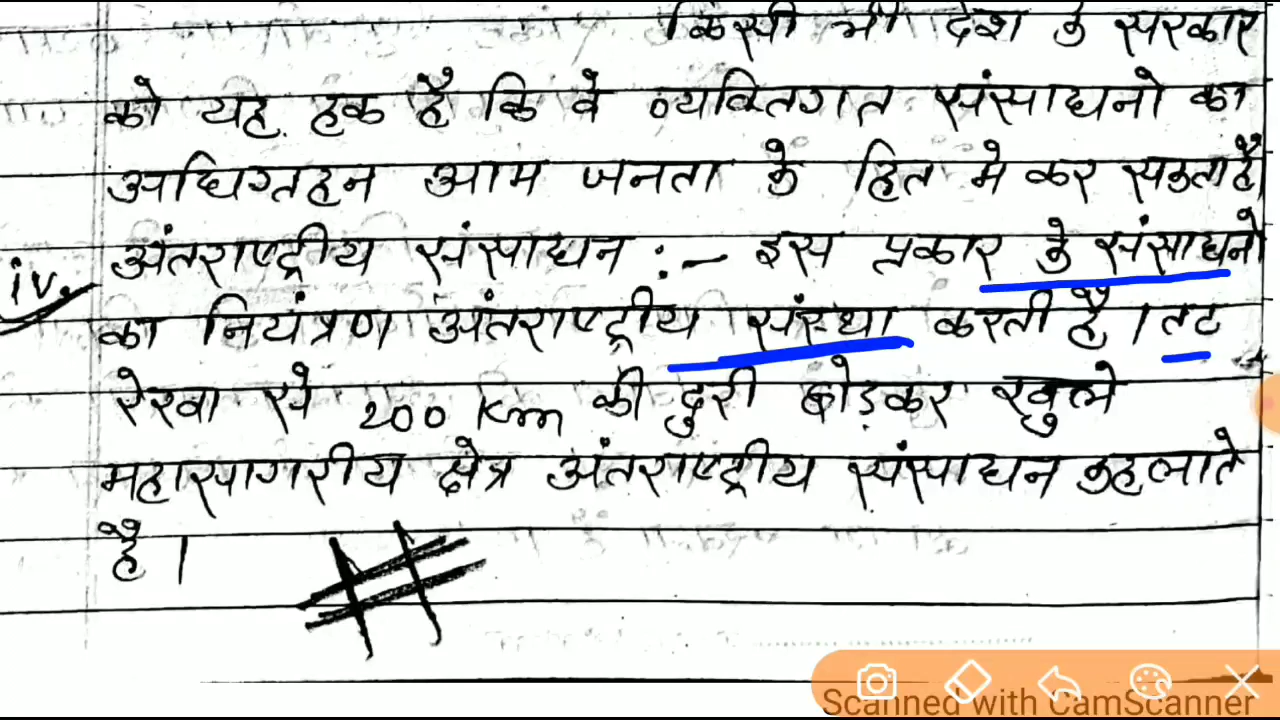 किसी भी देश के सरकार
को यह हक है कि वे व्यक्तिगत संसाधनो का
अधिग्रहन आम जनता के हित मे कर सकता है।
iv. अंतराष्ट्रीय संसाधन :- इस प्रकार के संसाधनो
का नियंत्रण अंतराष्ट्रीय संस्था करती है। तट
रेखा से 200 Km की दुरी छोड़कर खुले
महासागरीय क्षेत्र अंतराष्ट्रीय संसाधन कहलाते
है।
Scanned with CamScanner